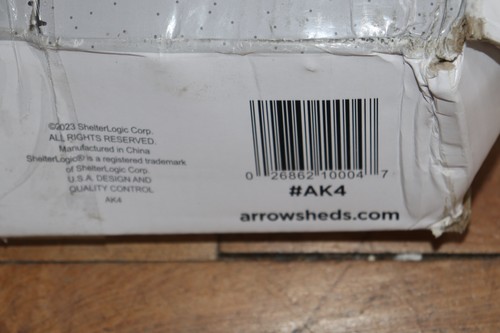 ©2023 ShelterLogic Corp.
ALL RIGHTS RESERVED.
Manufactured in China
ShelterLogic® is a registered trademark
of ShelterLogic Corp.
U.S.A. DESIGN AND
QUALITY CONTROL
AK4
0 26862 10004 7
#AK4
arrowsheds.com